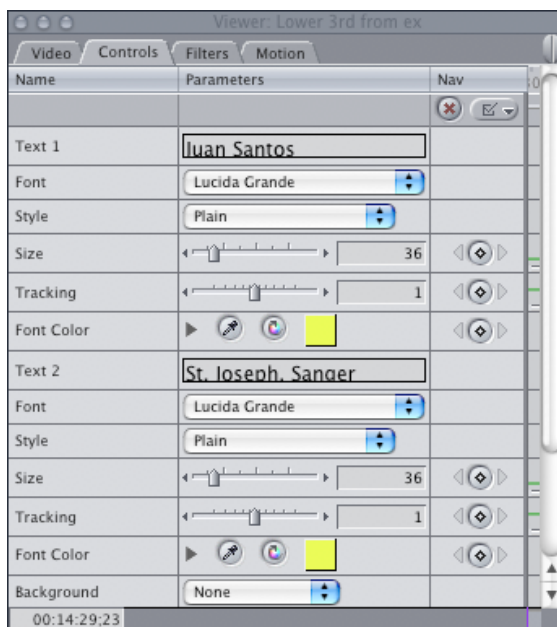 Viewer: Lower 3rd from ex
Video Controls Filters Motion
Name Parameters Nav
Text 1 Juan Santos
Font Lucida Grande
Style Plain
Size 36
Tracking 1
Font Color
Text 2 St. Joseph, Sanger
Font Lucida Grande
Style Plain
Size 36
Tracking 1
Font Color
Background None
00:14:29;23